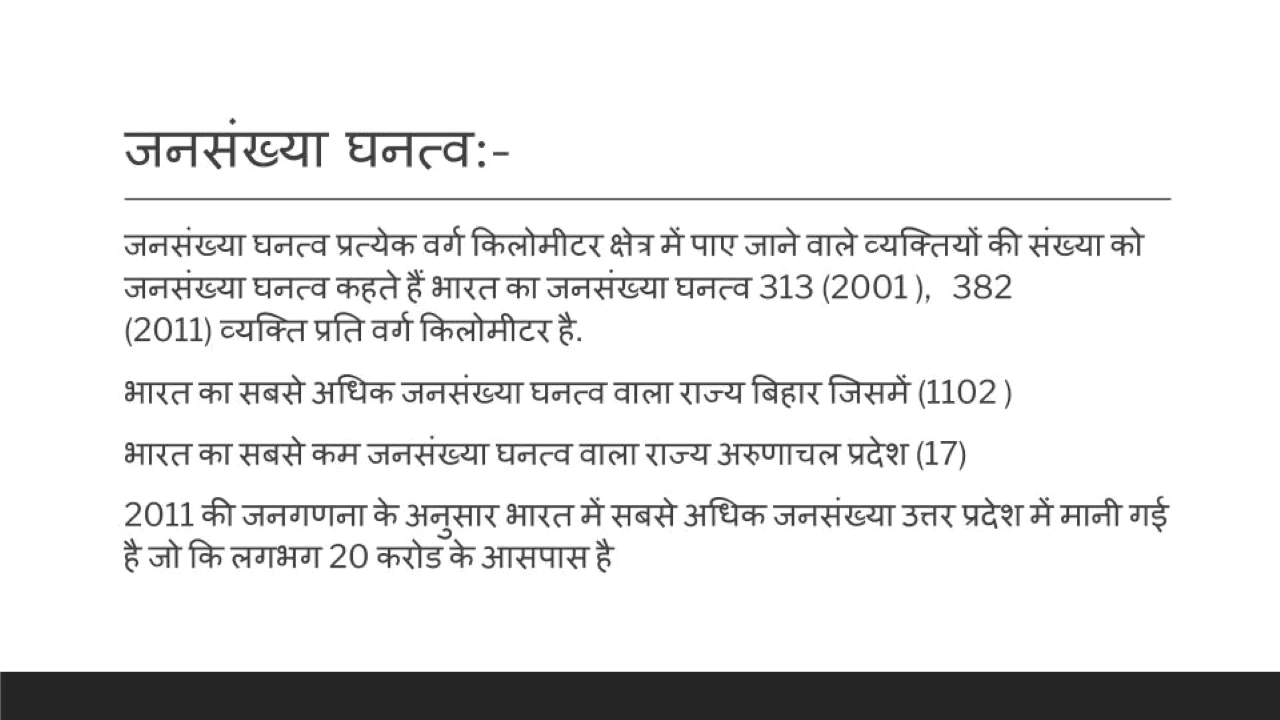 जनसंख्या घनत्व:-
जनसंख्या घनत्व प्रत्येक वर्ग किलोमीटर क्षेत्र में पाए जाने वाले व्यक्तियों की संख्या को
जनसंख्या घनत्व कहते हैं भारत का जनसंख्या घनत्व 313 (2001 ), 382
(2011) व्यक्ति प्रति वर्ग किलोमीटर है.
भारत का सबसे अधिक जनसंख्या घनत्व वाला राज्य बिहार जिसमें (1102 )
भारत का सबसे कम जनसंख्या घनत्व वाला राज्य अरुणाचल प्रदेश (17)
2011 की जनगणना के अनुसार भारत में सबसे अधिक जनसंख्या उत्तर प्रदेश में मानी गई
है जो कि लगभग 20 करोड के आसपास है